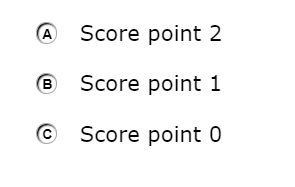 A Score point 2
B Score point 1
C Score point 0